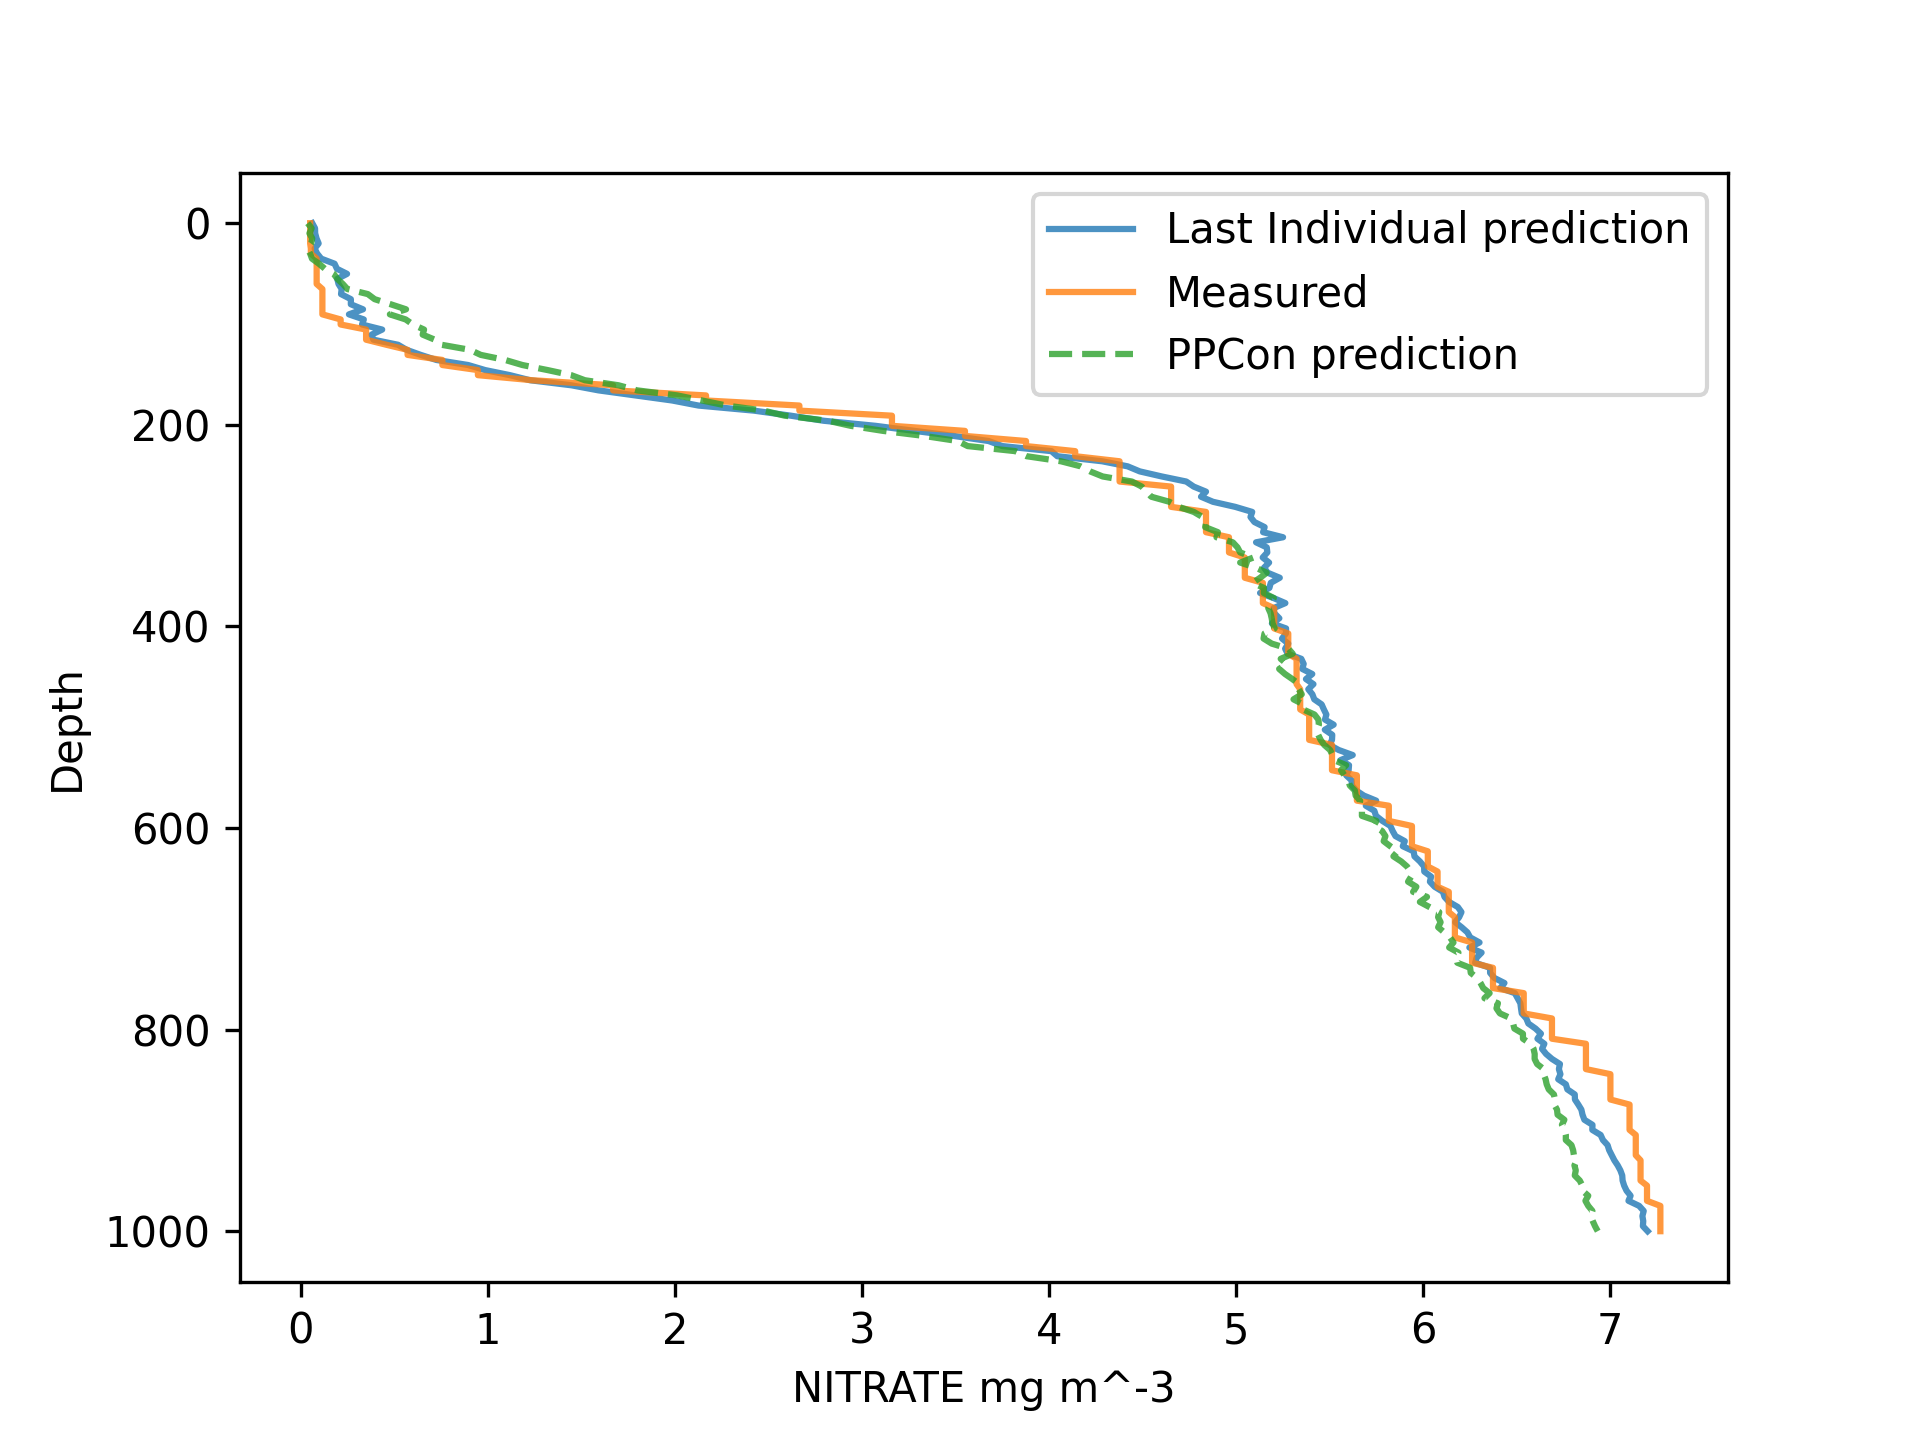 Last Individual prediction
Measured
PPCon prediction
0
200
400
600
800
1000
Depth
0 1 2 3 4 5 6 7
NITRATE mg m^-3